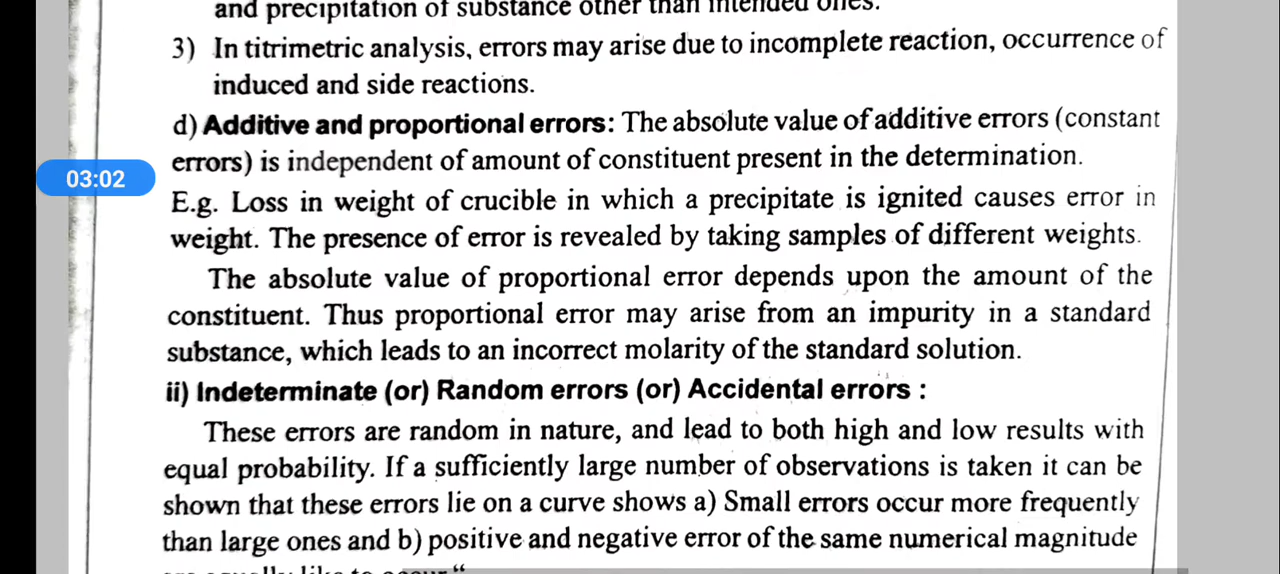 and precipitation of substance other than intended ones.
3) In titrimetric analysis, errors may arise due to incomplete reaction, occurrence of
induced and side reactions.
d) Additive and proportional errors: The absolute value of additive errors (constant
errors) is independent of amount of constituent present in the determination.
03:02
E.g. Loss in weight of crucible in which a precipitate is ignited causes error in
weight. The presence of error is revealed by taking samples of different weights.
The absolute value of proportional error depends upon the amount of the
constituent. Thus proportional error may arise from an impurity in a standard
substance, which leads to an incorrect molarity of the standard solution.
ii) Indeterminate (or) Random errors (or) Accidental errors :
These errors are random in nature, and lead to both high and low results with
equal probability. If a sufficiently large number of observations is taken it can be
shown that these errors lie on a curve shows a) Small errors occur more frequently
than large ones and b) positive and negative error of the same numerical magnitude